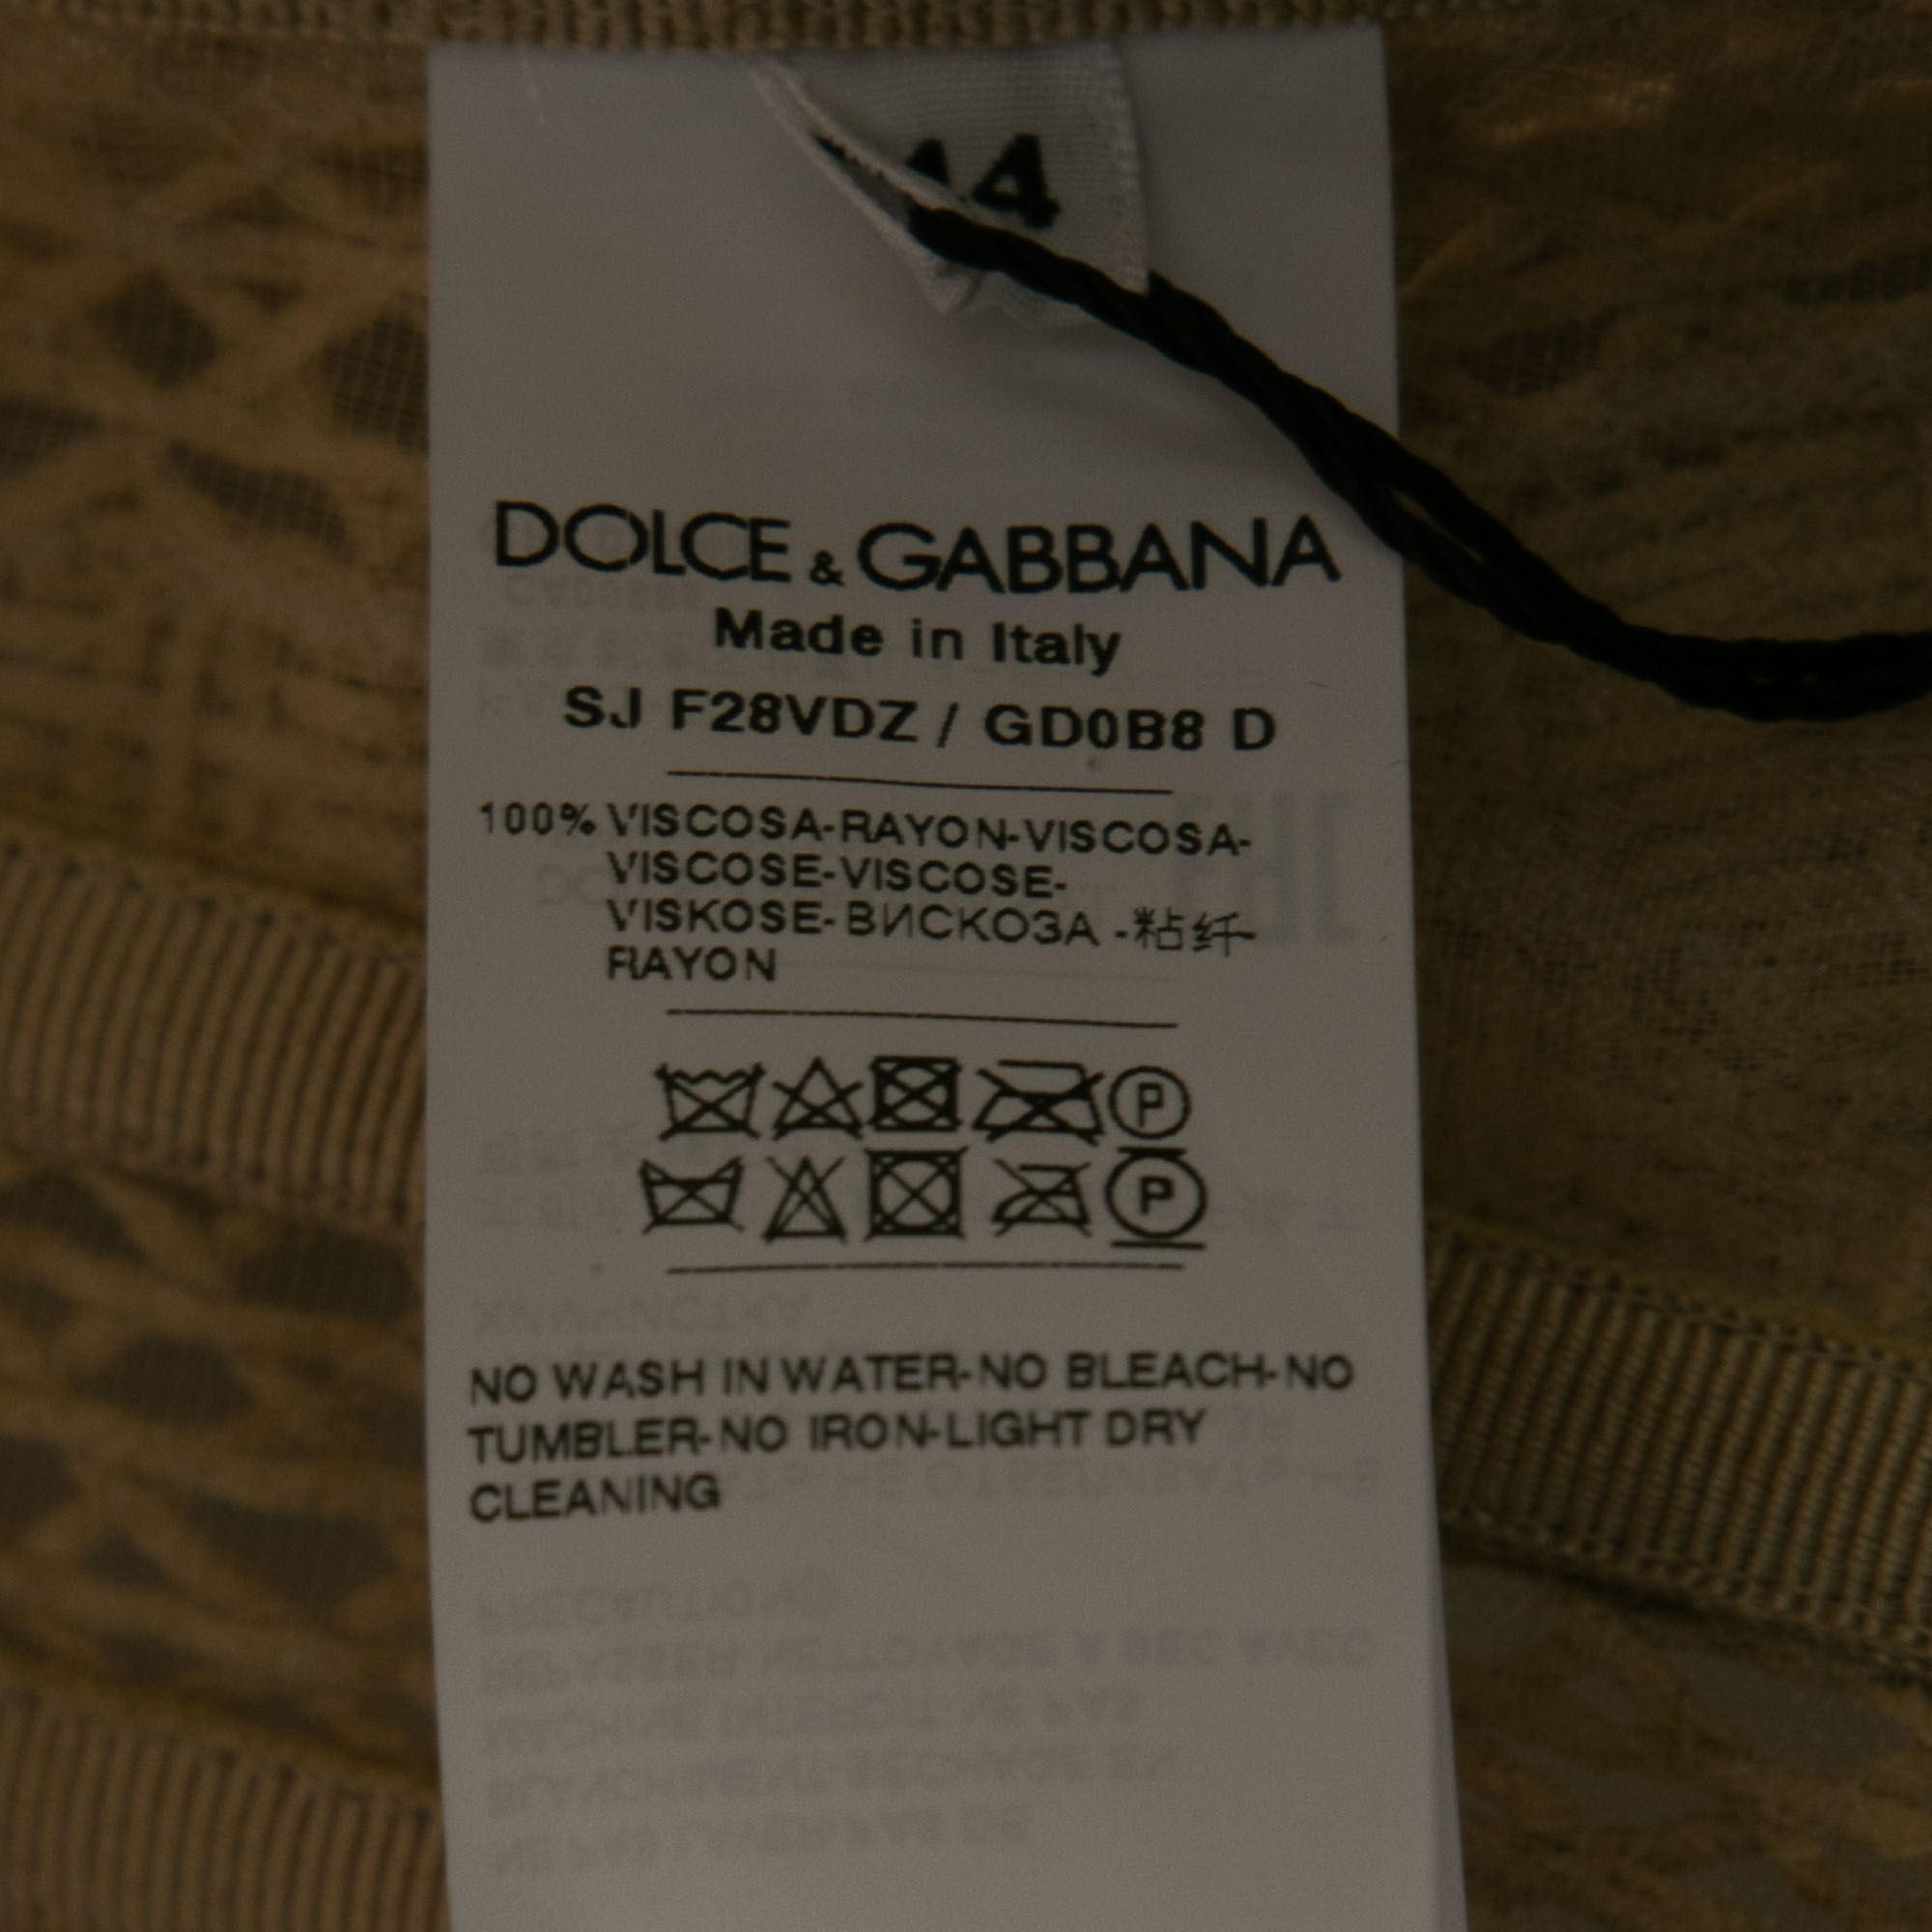 44
DOLCE & GABBANA
Made in Italy
SJ F28VDZ / GD0B8 D
100% VISCOSA-RAYON-VISCOSA-
VISCOSE-VISCOSE-
VISKOSE-ВИСКОЗА -粘纤-
RAYON
P
P
NO WASH IN WATER-NO BLEACH-NO
TUMBLER-NO IRON-LIGHT DRY
CLEANING